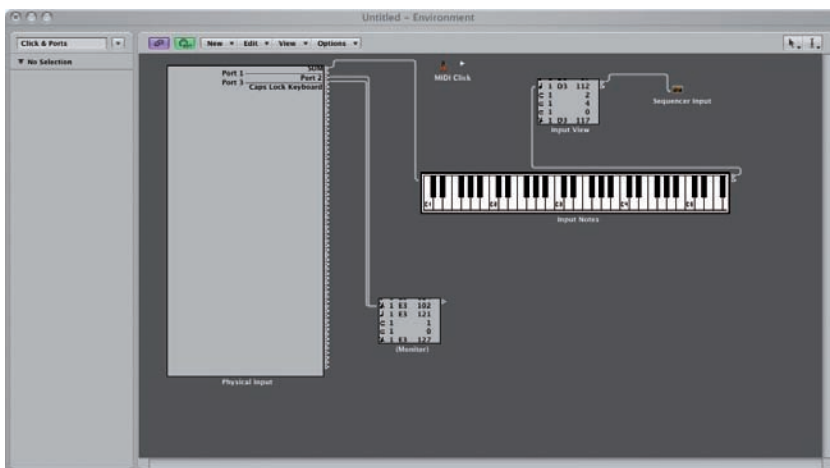 Untitled – Environment
Click & Ports
New Edit View Options
No Selection
SUM
Port 1
Port 2
Port 3
Caps Lock Keyboard
MIDI Click
1 D3 112
1 2
1 4
1 0
1 D3 117
Input View
Sequencer Input
C1 C2 C3 C4 C5
Input Notes
1 E3 102
1 E3 121
1 1
1 0
1 E3 127
(Monitor)
Physical Input